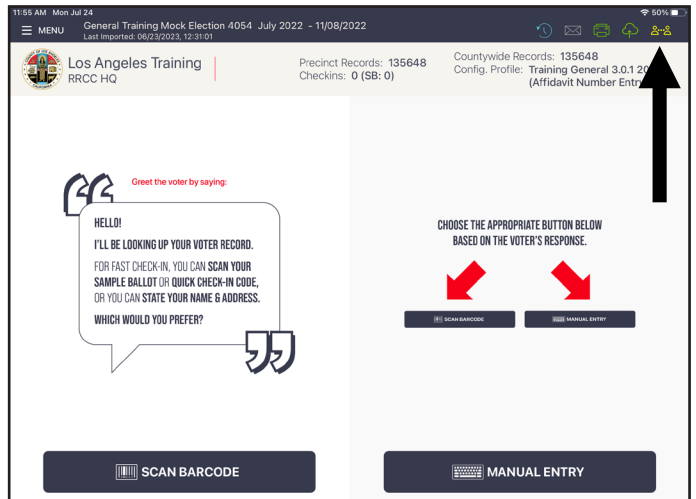 11:55 AM Mon Jul 24
50%
MENU
General Training Mock Election 4054 July 2022 - 11/08/2022
Last Imported: 06/23/2023, 12:31:01
Los Angeles Training
RRCC HQ
Precinct Records: 135648
Checkins: 0 (SB: 0)
Countywide Records: 135648
Config. Profile: Training General 3.0.1 20
(Affidavit Number Entr
Greet the voter by saying:
HELLO!
I'LL BE LOOKING UP YOUR VOTER RECORD.
FOR FAST CHECK-IN, YOU CAN SCAN YOUR
SAMPLE BALLOT OR QUICK CHECK-IN CODE,
OR YOU CAN STATE YOUR NAME & ADDRESS.
WHICH WOULD YOU PREFER?
CHOOSE THE APPROPRIATE BUTTON BELOW
BASED ON THE VOTER'S RESPONSE.
SCAN BARCODE
MANUAL ENTRY
SCAN BARCODE
MANUAL ENTRY